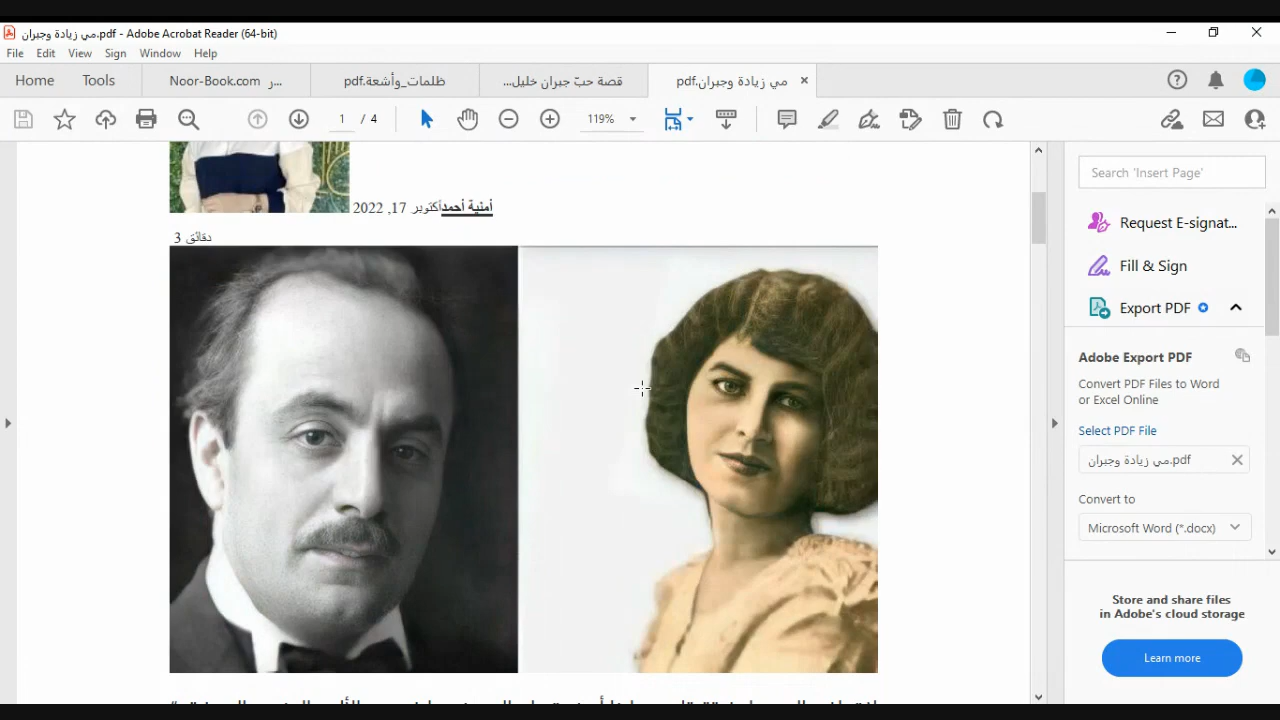 مي زيادة وجبران.pdf - Adobe Acrobat Reader (64-bit)
File Edit View Sign Window Help
Home Tools Noor-Book.com ر... ظلمات_وأشعة.pdf قصة حبّ جبران خليل... مي زيادة وجبران.pdf
1 / 4 119%
أمنية أحمدأكتوبر 17, 2022
3 دقائق
Search 'Insert Page'
Request E-signat...
Fill & Sign
Export PDF
Adobe Export PDF
Convert PDF Files to Word
or Excel Online
Select PDF File
مي زيادة وجبران.pdf
Convert to
Microsoft Word (*.docx)
Store and share files
in Adobe's cloud storage
Learn more